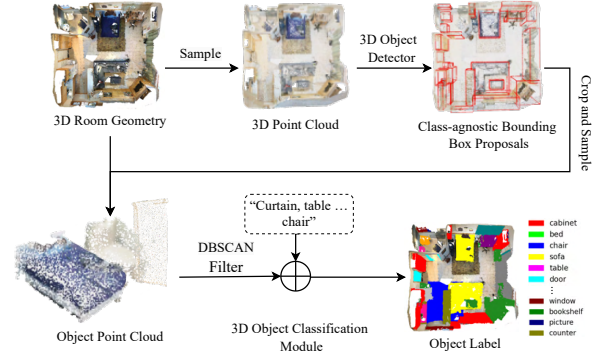 Sample
3D Object
Detector
3D Room Geometry
3D Point Cloud
Class-agnostic Bounding
Box Proposals
Crop and Sample
"Curtain, table ...
chair"
DBSCAN
Filter
Object Point Cloud
3D Object Classification
Module
Object Label
cabinet
bed
chair
sofa
table
door
⋮
window
bookshelf
picture
counter